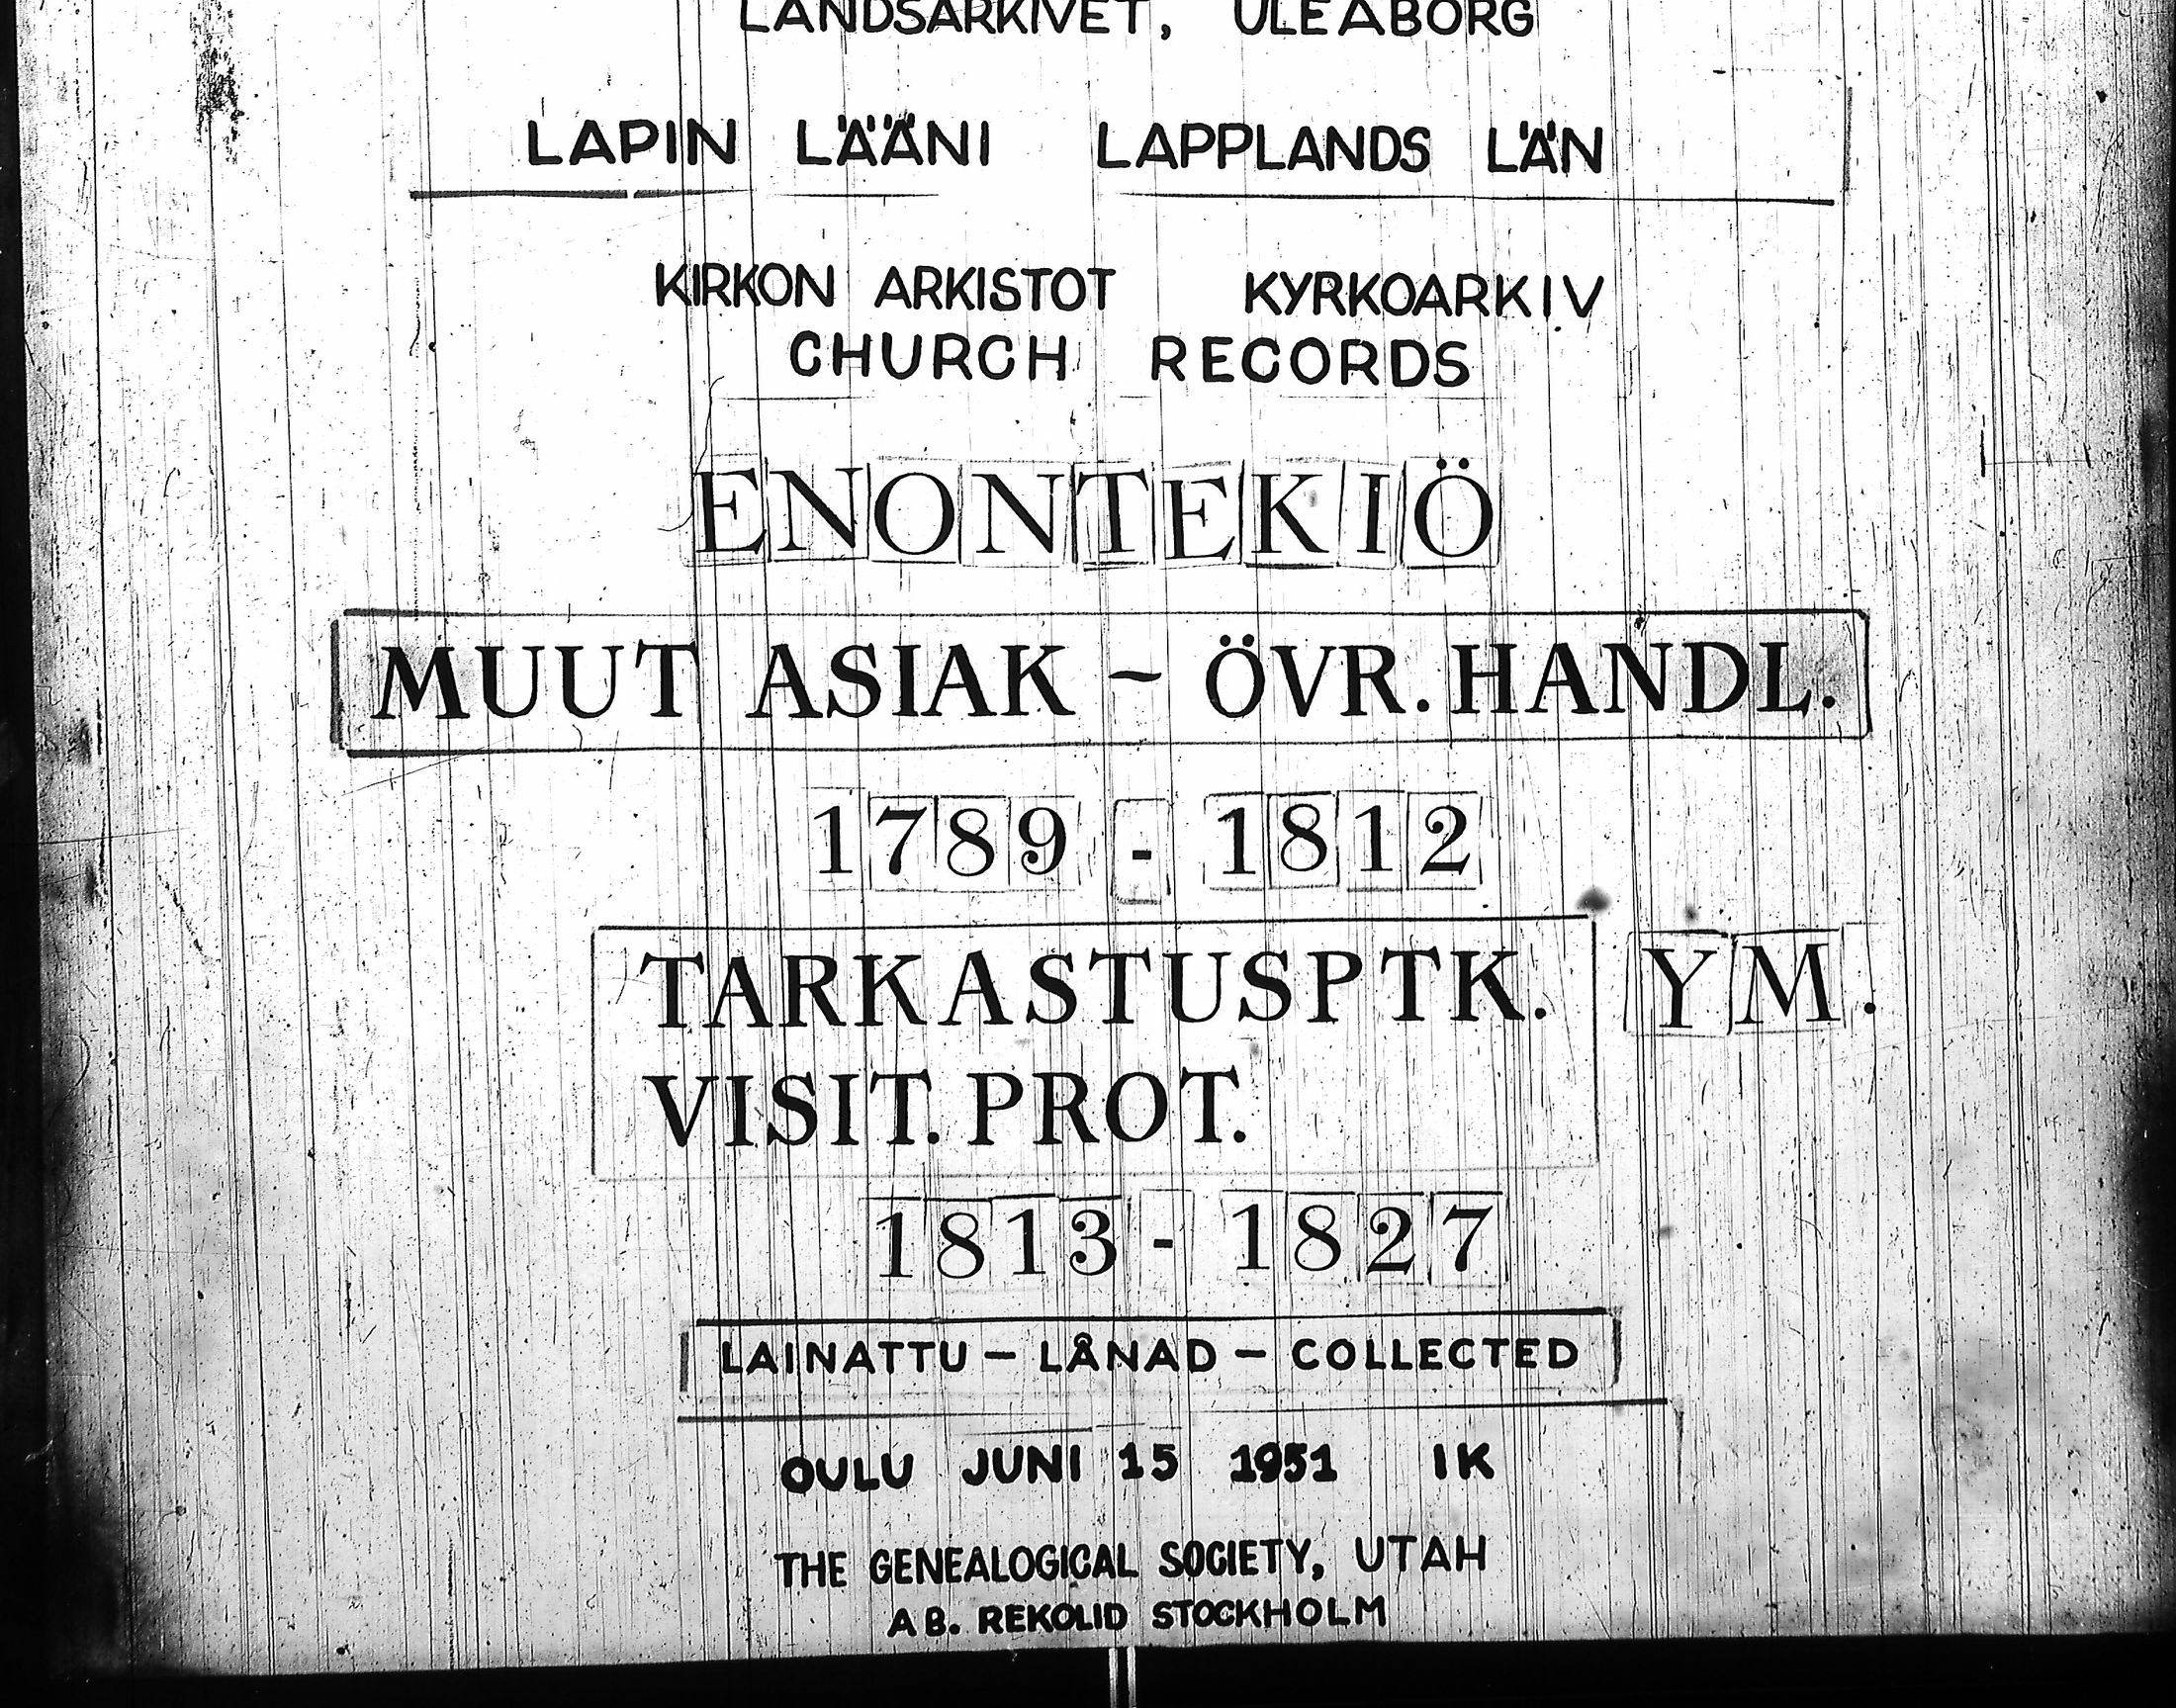 LANDSARKIVET, ULEÅBORG
LAPIN LÄÄNI LAPPLANDS LÄN
KIRKON ARKISTOT KYRKOARKIV
CHURCH RECORDS
ENONTEKIÖ
MUUT ASIAK - ÖVR. HANDL.
1789 - 1812
TARKASTUSPTK. YM.
VISIT. PROT.
1813 - 1827
LAINATTU - LÅNAD - COLLECTED
OULU JUNI 15 1951 IK
THE GENEALOGICAL SOCIETY, UTAH
AB. REKOLID STOCKHOLM